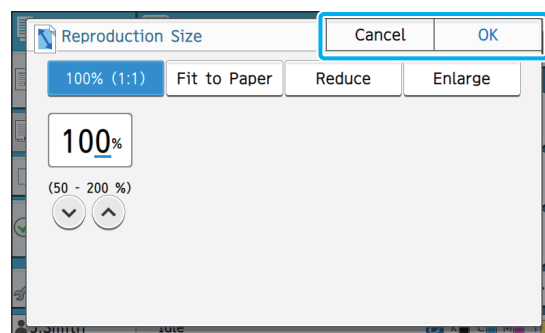 Reproduction Size
Cancel
OK
100% (1:1)
Fit to Paper
Reduce
Enlarge
100%
(50 - 200 %)
J.Smith
Idle
K
C
M